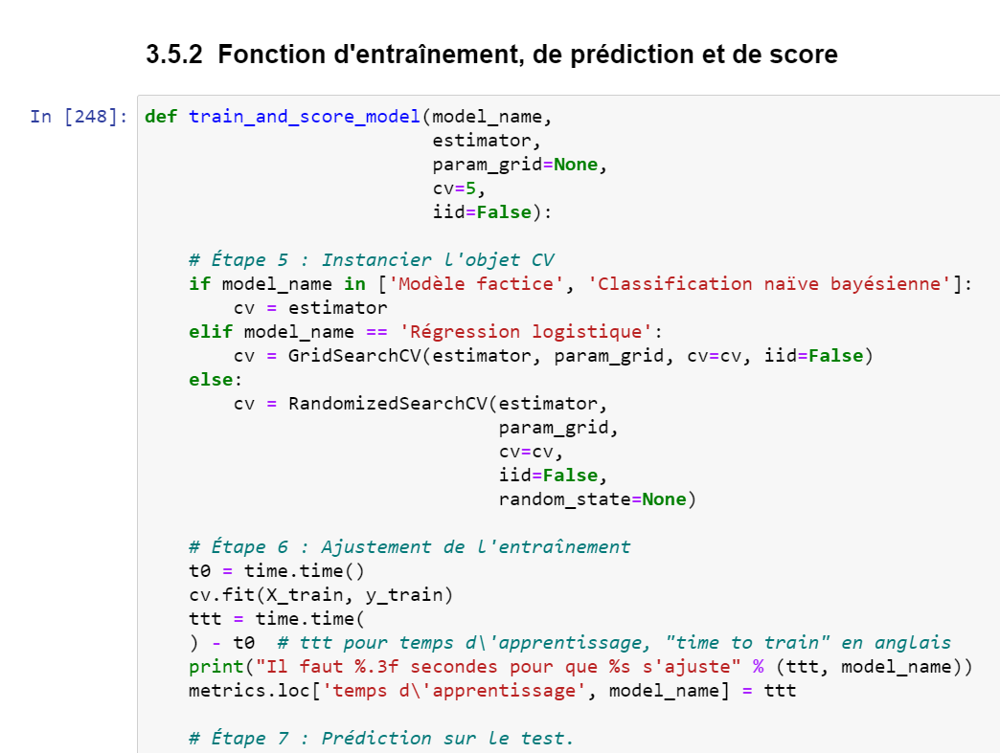 3.5.2 Fonction d'entraînement, de prédiction et de score
In [248]: def train_and_score_model(model_name,
estimator,
param_grid=None,
cv=5,
iid=False):
# Étape 5 : Instancier l'objet CV
if model_name in ['Modèle factice', 'Classification naïve bayésienne']:
cv = estimator
elif model_name == 'Régression logistique':
cv = GridSearchCV(estimator, param_grid, cv=cv, iid=False)
else:
cv = RandomizedSearchCV(estimator,
param_grid,
cv=cv,
iid=False,
random_state=None)
# Étape 6 : Ajustement de l'entraînement
t0 = time.time()
cv.fit(X_train, y_train)
ttt = time.time(
) - t0  # ttt pour temps d\'apprentissage, "time to train" en anglais
print("Il faut %.3f secondes pour que %s s'ajuste" % (ttt, model_name))
metrics.loc['temps d\'apprentissage', model_name] = ttt
# Étape 7 : Prédiction sur le test.